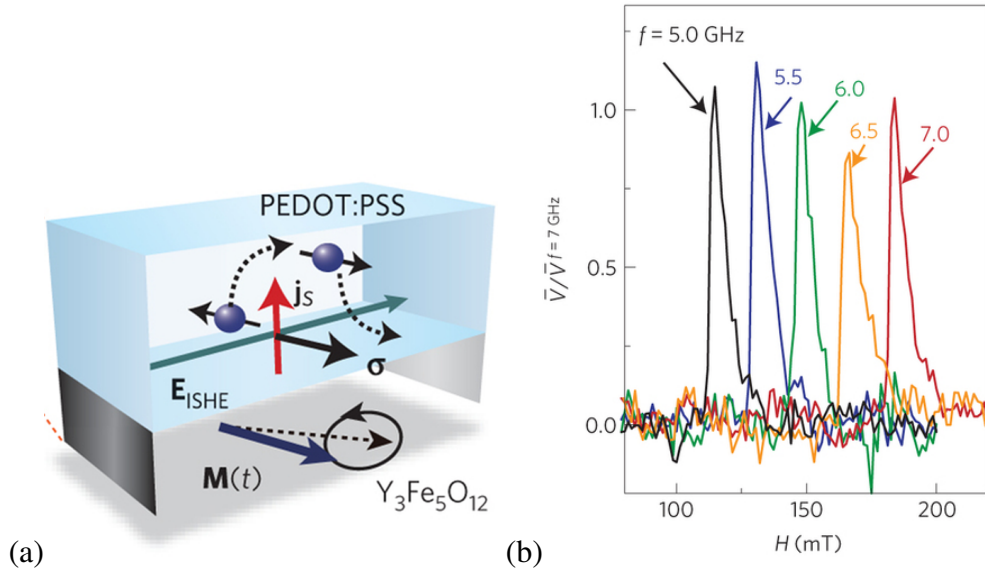 PEDOT:PSS
j_S
σ
E_ISHE
M(t)
Y₃Fe₅O₁₂
(a)
f = 5.0 GHz
5.5
6.0
6.5
7.0
1.0
0.5
0.0
V̅/V̅ f = 7 GHz
100
150
200
H (mT)
(b)